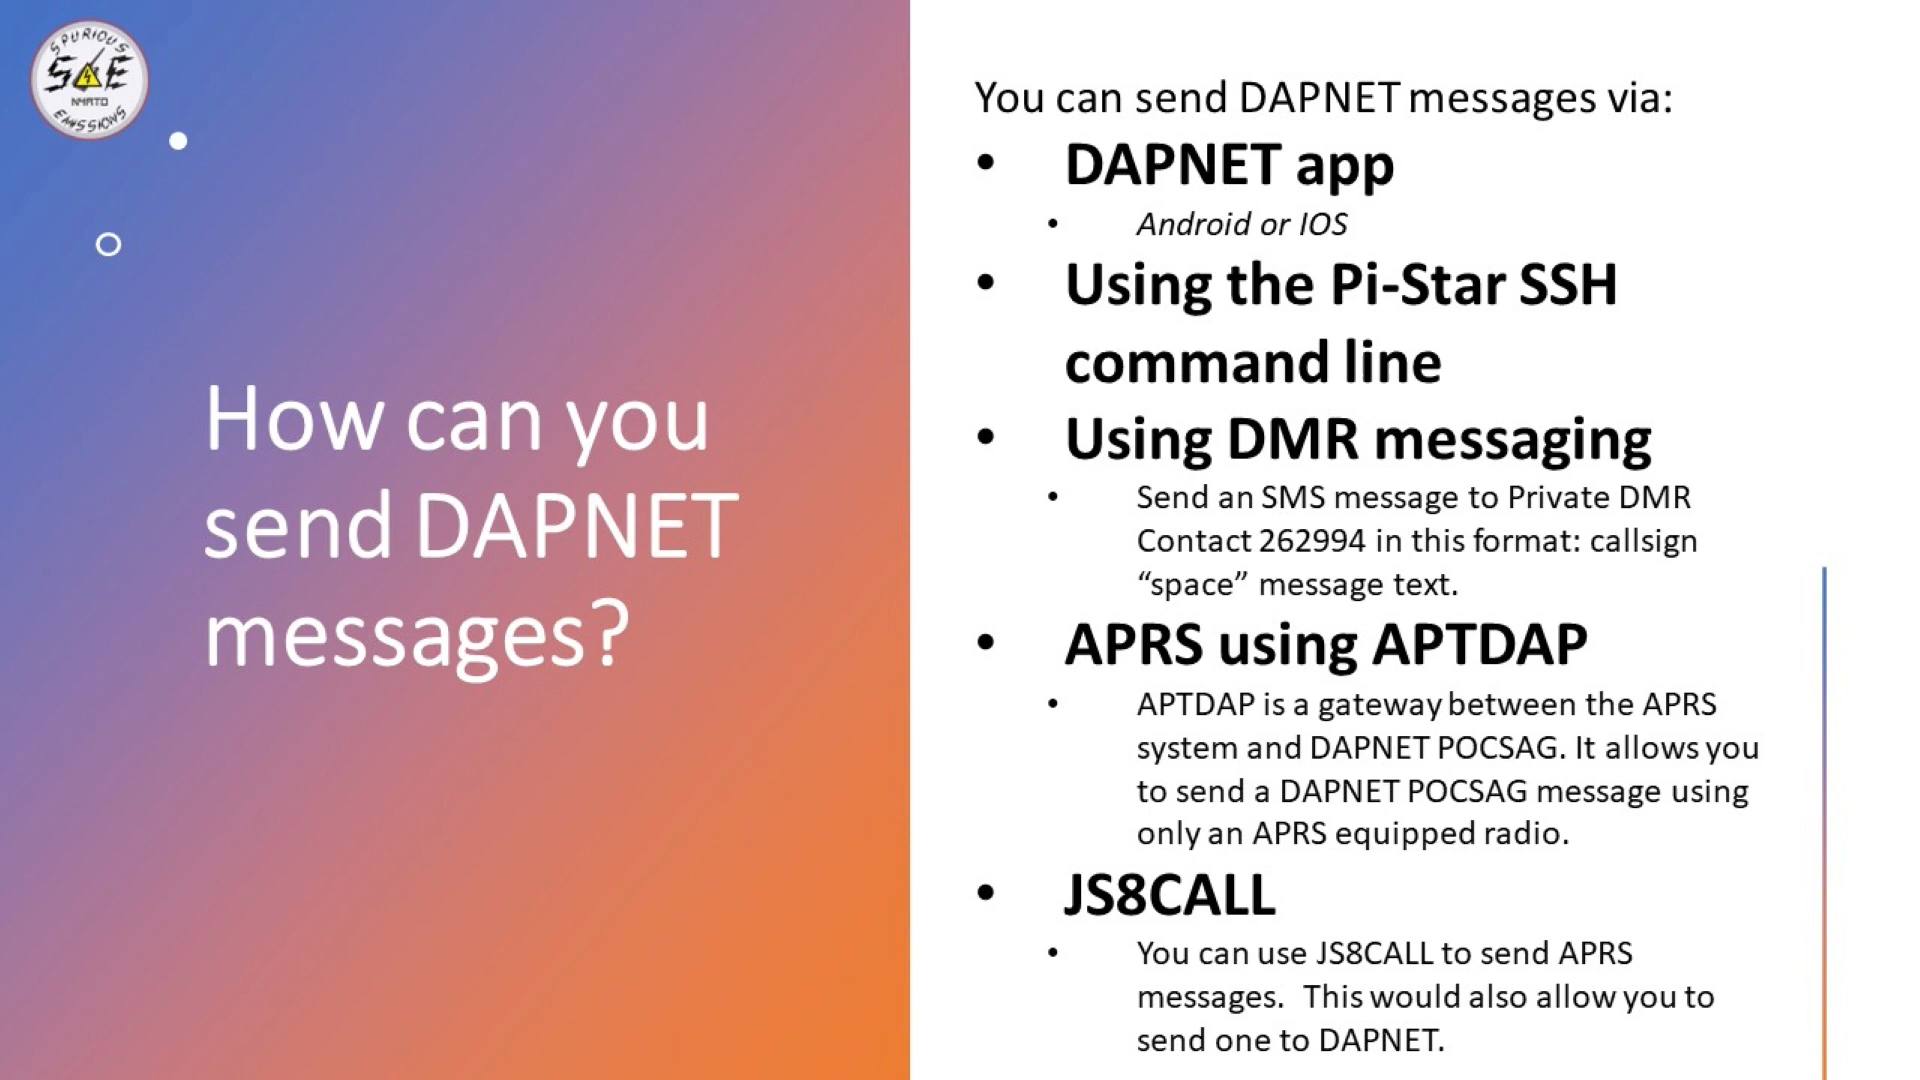 SPURIOUS
S E
N4ATD
EMISSIONS
How can you
send DAPNET
messages?
You can send DAPNET messages via:
• DAPNET app
• Android or IOS
• Using the Pi-Star SSH
command line
• Using DMR messaging
• Send an SMS message to Private DMR
Contact 262994 in this format: callsign
“space” message text.
• APRS using APTDAP
• APTDAP is a gateway between the APRS
system and DAPNET POCSAG. It allows you
to send a DAPNET POCSAG message using
only an APRS equipped radio.
• JS8CALL
• You can use JS8CALL to send APRS
messages.  This would also allow you to
send one to DAPNET.